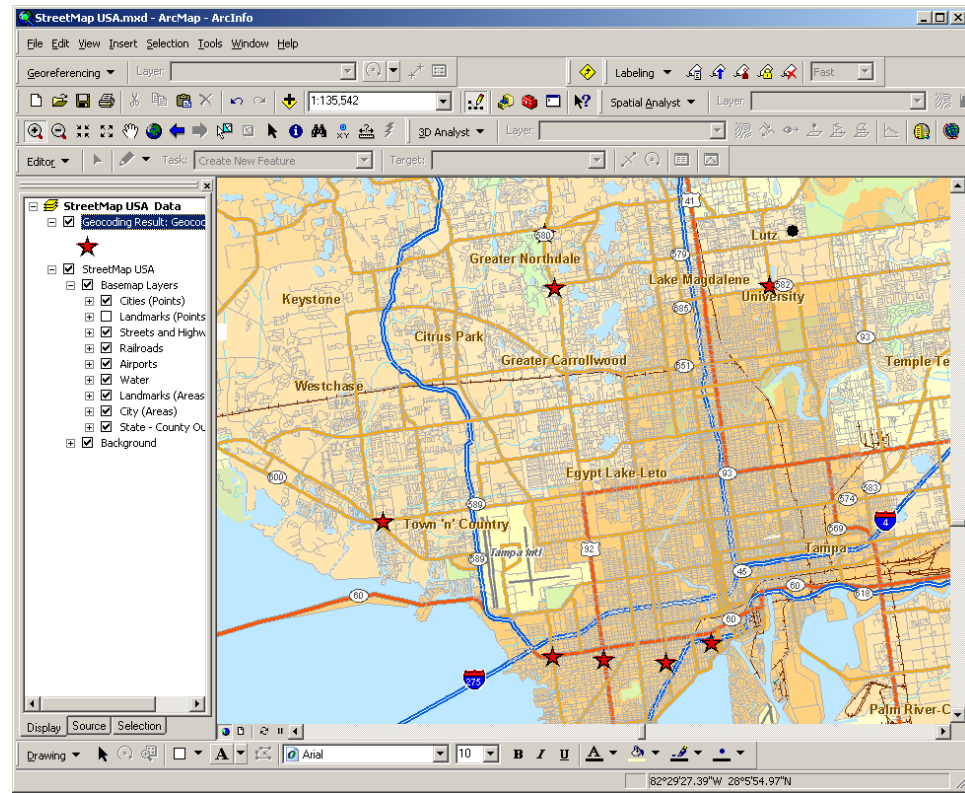 StreetMap USA.mxd - ArcMap - ArcInfo
File Edit View Insert Selection Tools Window Help
Georeferencing Layer: Labeling Fast
1:135,542 Spatial Analyst Layer:
3D Analyst Layer:
Editor Task: Create New Feature Target:
StreetMap USA Data
Geocoding Result: Geocod
StreetMap USA
Basemap Layers
Cities (Points)
Landmarks (Points
Streets and Highw
Railroads
Airports
Water
Landmarks (Areas
City (Areas)
State - County Ou
Background
41
580
Lutz
Greater Northdale
579
Lake Magdalene
582
University
Keystone
685
Citrus Park
93
Greater Carrollwood
651
Temple Te
Westchase
Egypt Lake-Leto
93
600
583
589
574
Town 'n' Country
569
4
92
Tampa Intl
Tampa
589
45
60
60
618
60
275
Palm River-C
Display Source Selection
Drawing A Arial 10 B I U A
82°29'27.39"W 28°5'54.97"N